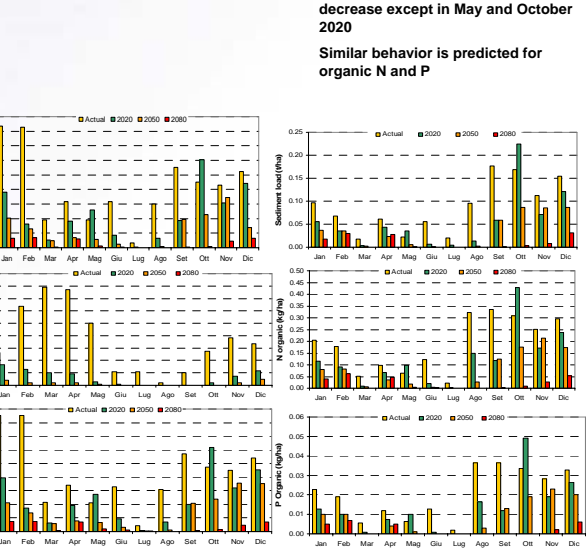 decrease except in May and October
2020
Similar behavior is predicted for
organic N and P
Actual 2020 2050 2080
Jan Feb Mar Apr Mag Giu Lug Ago Set Ott Nov Dic
Actual 2020 2050 2080
Sediment load (t/ha)
0.25
0.20
0.15
0.10
0.05
0.00
Jan Feb Mar Apr Mag Giu Lug Ago Set Ott Nov Dic
Actual 2020 2050 2080
Jan Feb Mar Apr Mag Giu Lug Ago Set Ott Nov Dic
Actual 2020 2050 2080
N organic (kg/ha)
0.50
0.45
0.40
0.35
0.30
0.25
0.20
0.15
0.10
0.05
0.00
Jan Feb Mar Apr Mag Giu Lug Ago Set Ott Nov Dic
Actual 2020 2050 2080
Jan Feb Mar Apr Mag Giu Lug Ago Set Ott Nov Dic
Actual 2020 2050 2080
P Organic (kg/ha)
0.06
0.05
0.04
0.03
0.02
0.01
0.00
Jan Feb Mar Apr Mag Giu Lug Ago Set Ott Nov Dic